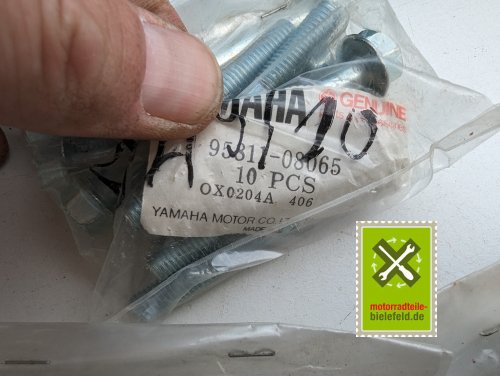 YAMAHA GENUINE
95811-08065
10 PCS
OX0204A 406
YAMAHA MOTOR CO.,
MADE
motorradteile-
bielefeld.de